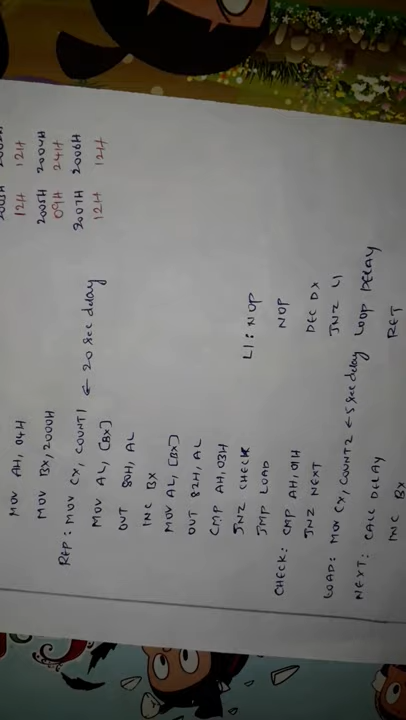 2003H 2002H
12H 12H
2005H 2004H
09H 24H
2007H 2006H
12H 12H
MOV AH, 04H
MOV BX, 2000H
REP: MOV CX, COUNT1 ← 20 sec delay
MOV AL, [BX]
OUT 80H, AL
INC BX
MOV AL, [BX]
OUT 82H, AL
CMP AH, 03H
JNZ CHECK
JMP LOAD
CHECK: CMP AH, 01H
JNZ NEXT
LOAD: MOV CX, COUNT2 ← 5 sec delay
NEXT: CALL DELAY
INC BX
L1: NOP
NOP
DEC DX
JNZ L1
LOOP DELAY
RET